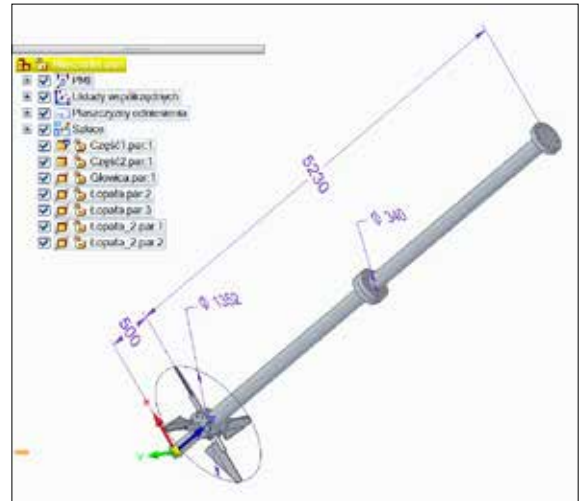 PMI
Układy współrzędnych
Płaszczyzny odniesienia
Szkice
Część1.par:1
Część2.par:1
Głowica.par:1
Łopata.par:2
Łopata.par:3
Łopata_2.par:1
Łopata_2.par:2
5230
ϕ 340
500
ϕ 1352
X
Y